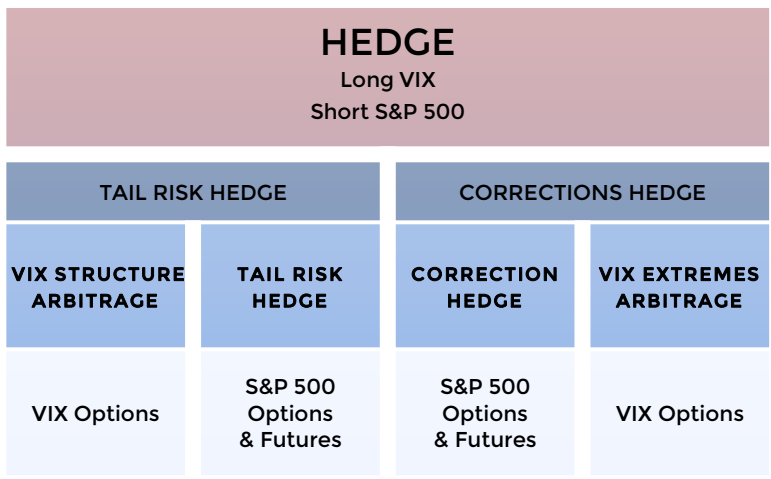 HEDGE
Long VIX
Short S&P 500
TAIL RISK HEDGE
CORRECTIONS HEDGE
VIX STRUCTURE
ARBITRAGE
TAIL RISK
HEDGE
CORRECTION
HEDGE
VIX EXTREMES
ARBITRAGE
VIX Options
S&P 500
Options
& Futures
S&P 500
Options
& Futures
VIX Options